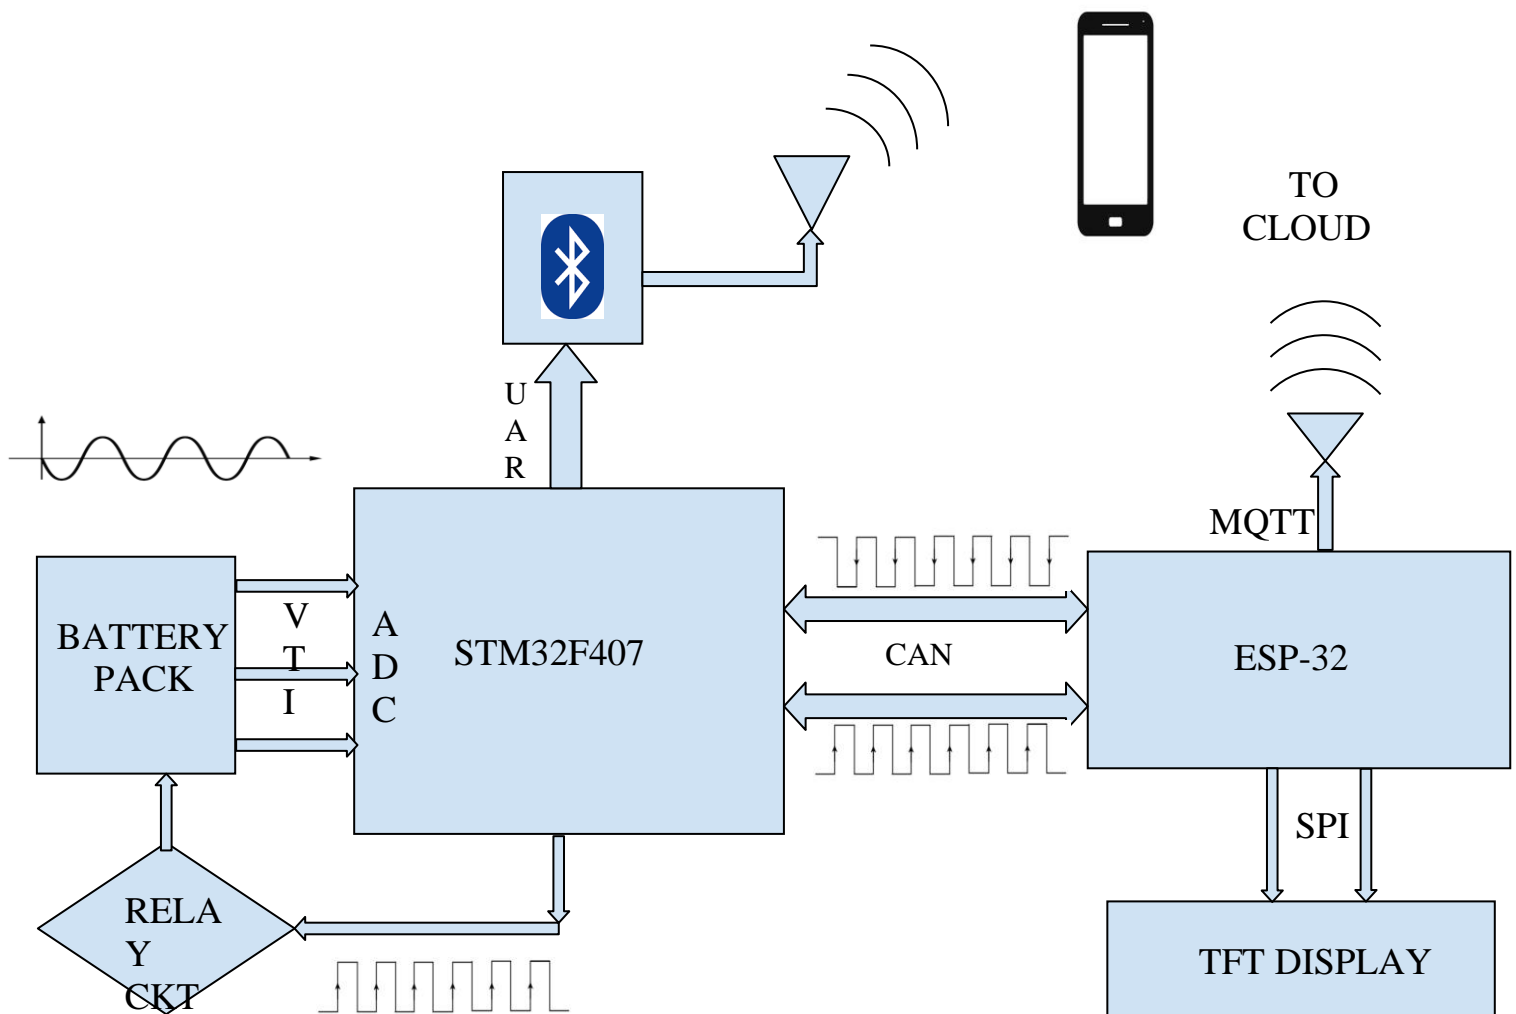 TO
CLOUD
U
A
R
MQTT
V
T
I
A
D
C
BATTERY
PACK
STM32F407
CAN
ESP-32
SPI
RELA
Y
CKT
TFT DISPLAY